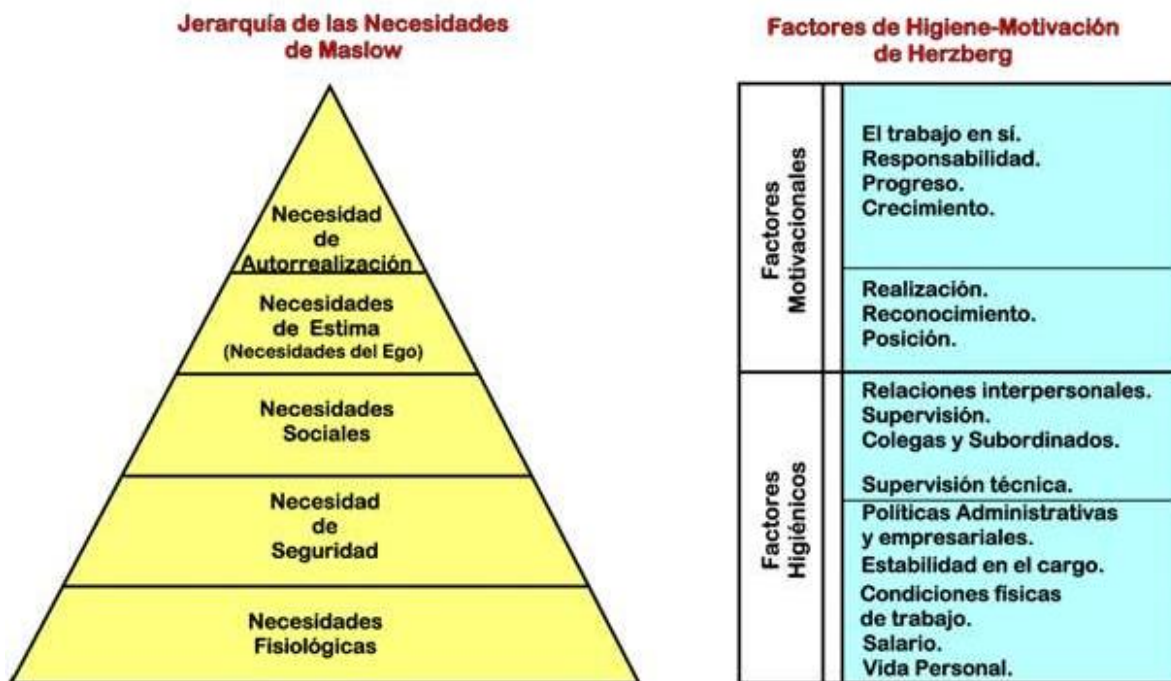 Jerarquía de las Necesidades
de Maslow
Necesidad
de
Autorrealización
Necesidades
de Estima
(Necesidades del Ego)
Necesidades
Sociales
Necesidad
de
Seguridad
Necesidades
Fisiológicas
Factores de Higiene-Motivación
de Herzberg
Factores
Motivacionales
El trabajo en sí.
Responsabilidad.
Progreso.
Crecimiento.
Realización.
Reconocimiento.
Posición.
Factores
Higiénicos
Relaciones interpersonales.
Supervisión.
Colegas y Subordinados.
Supervisión técnica.
Políticas Administrativas
y empresariales.
Estabilidad en el cargo.
Condiciones físicas
de trabajo.
Salario.
Vida Personal.